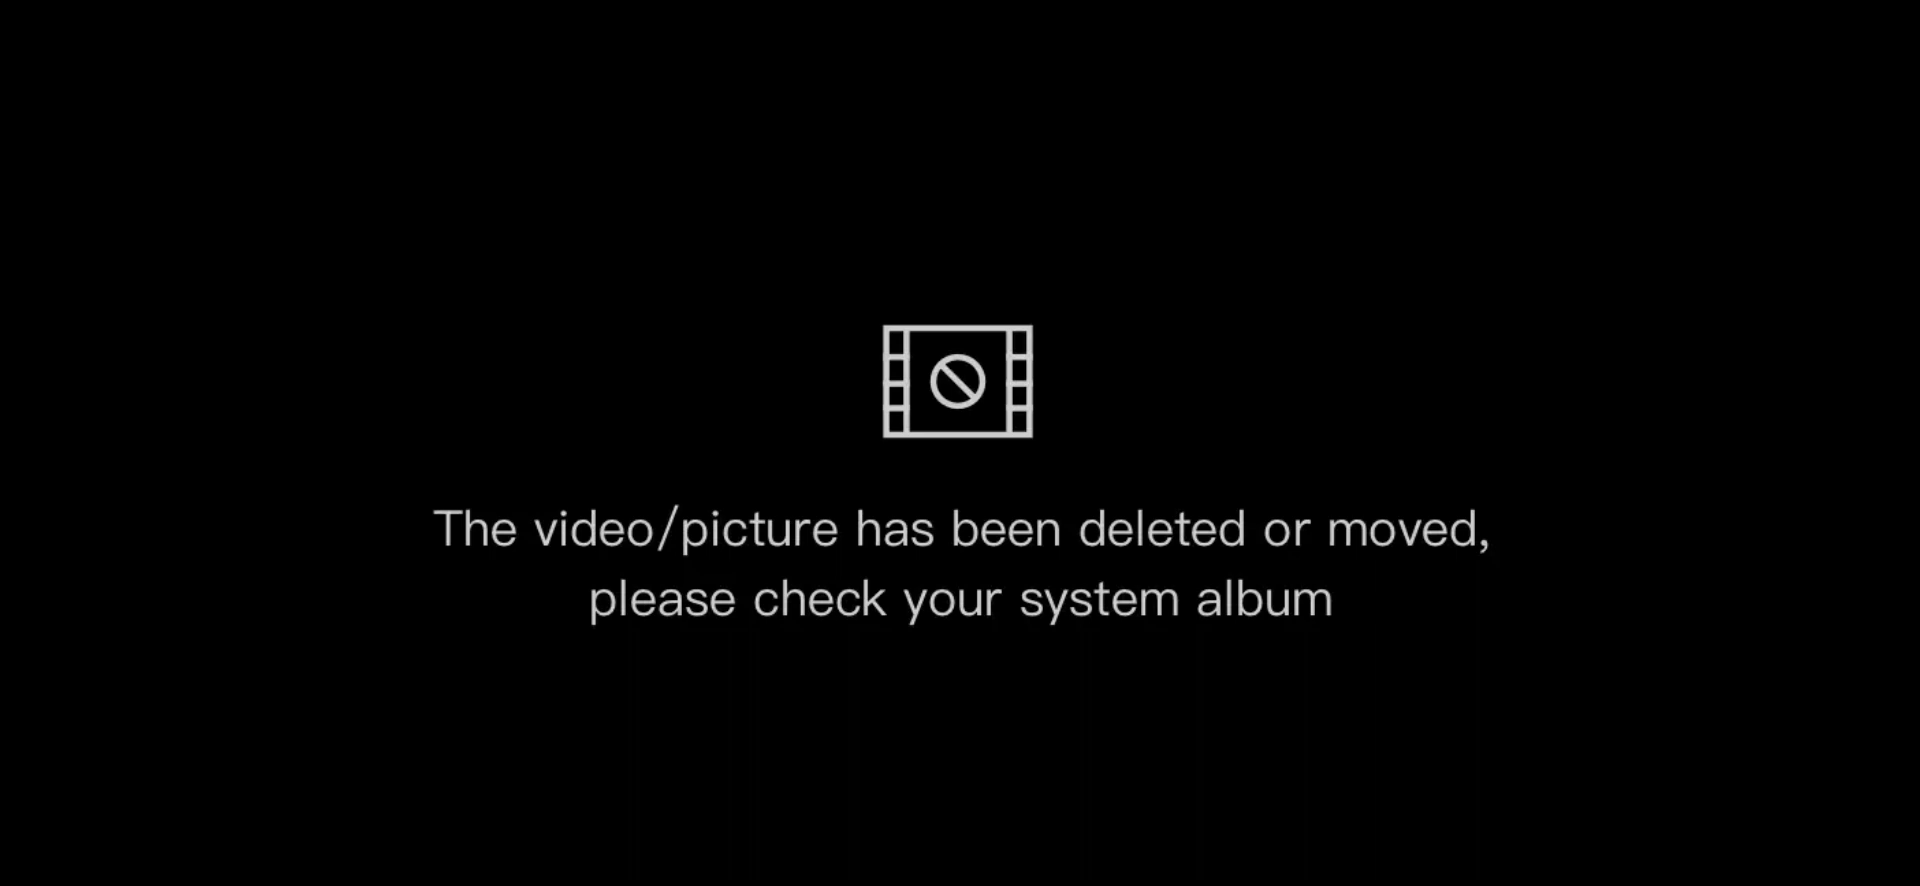 The video/picture has been deleted or moved,
please check your system album